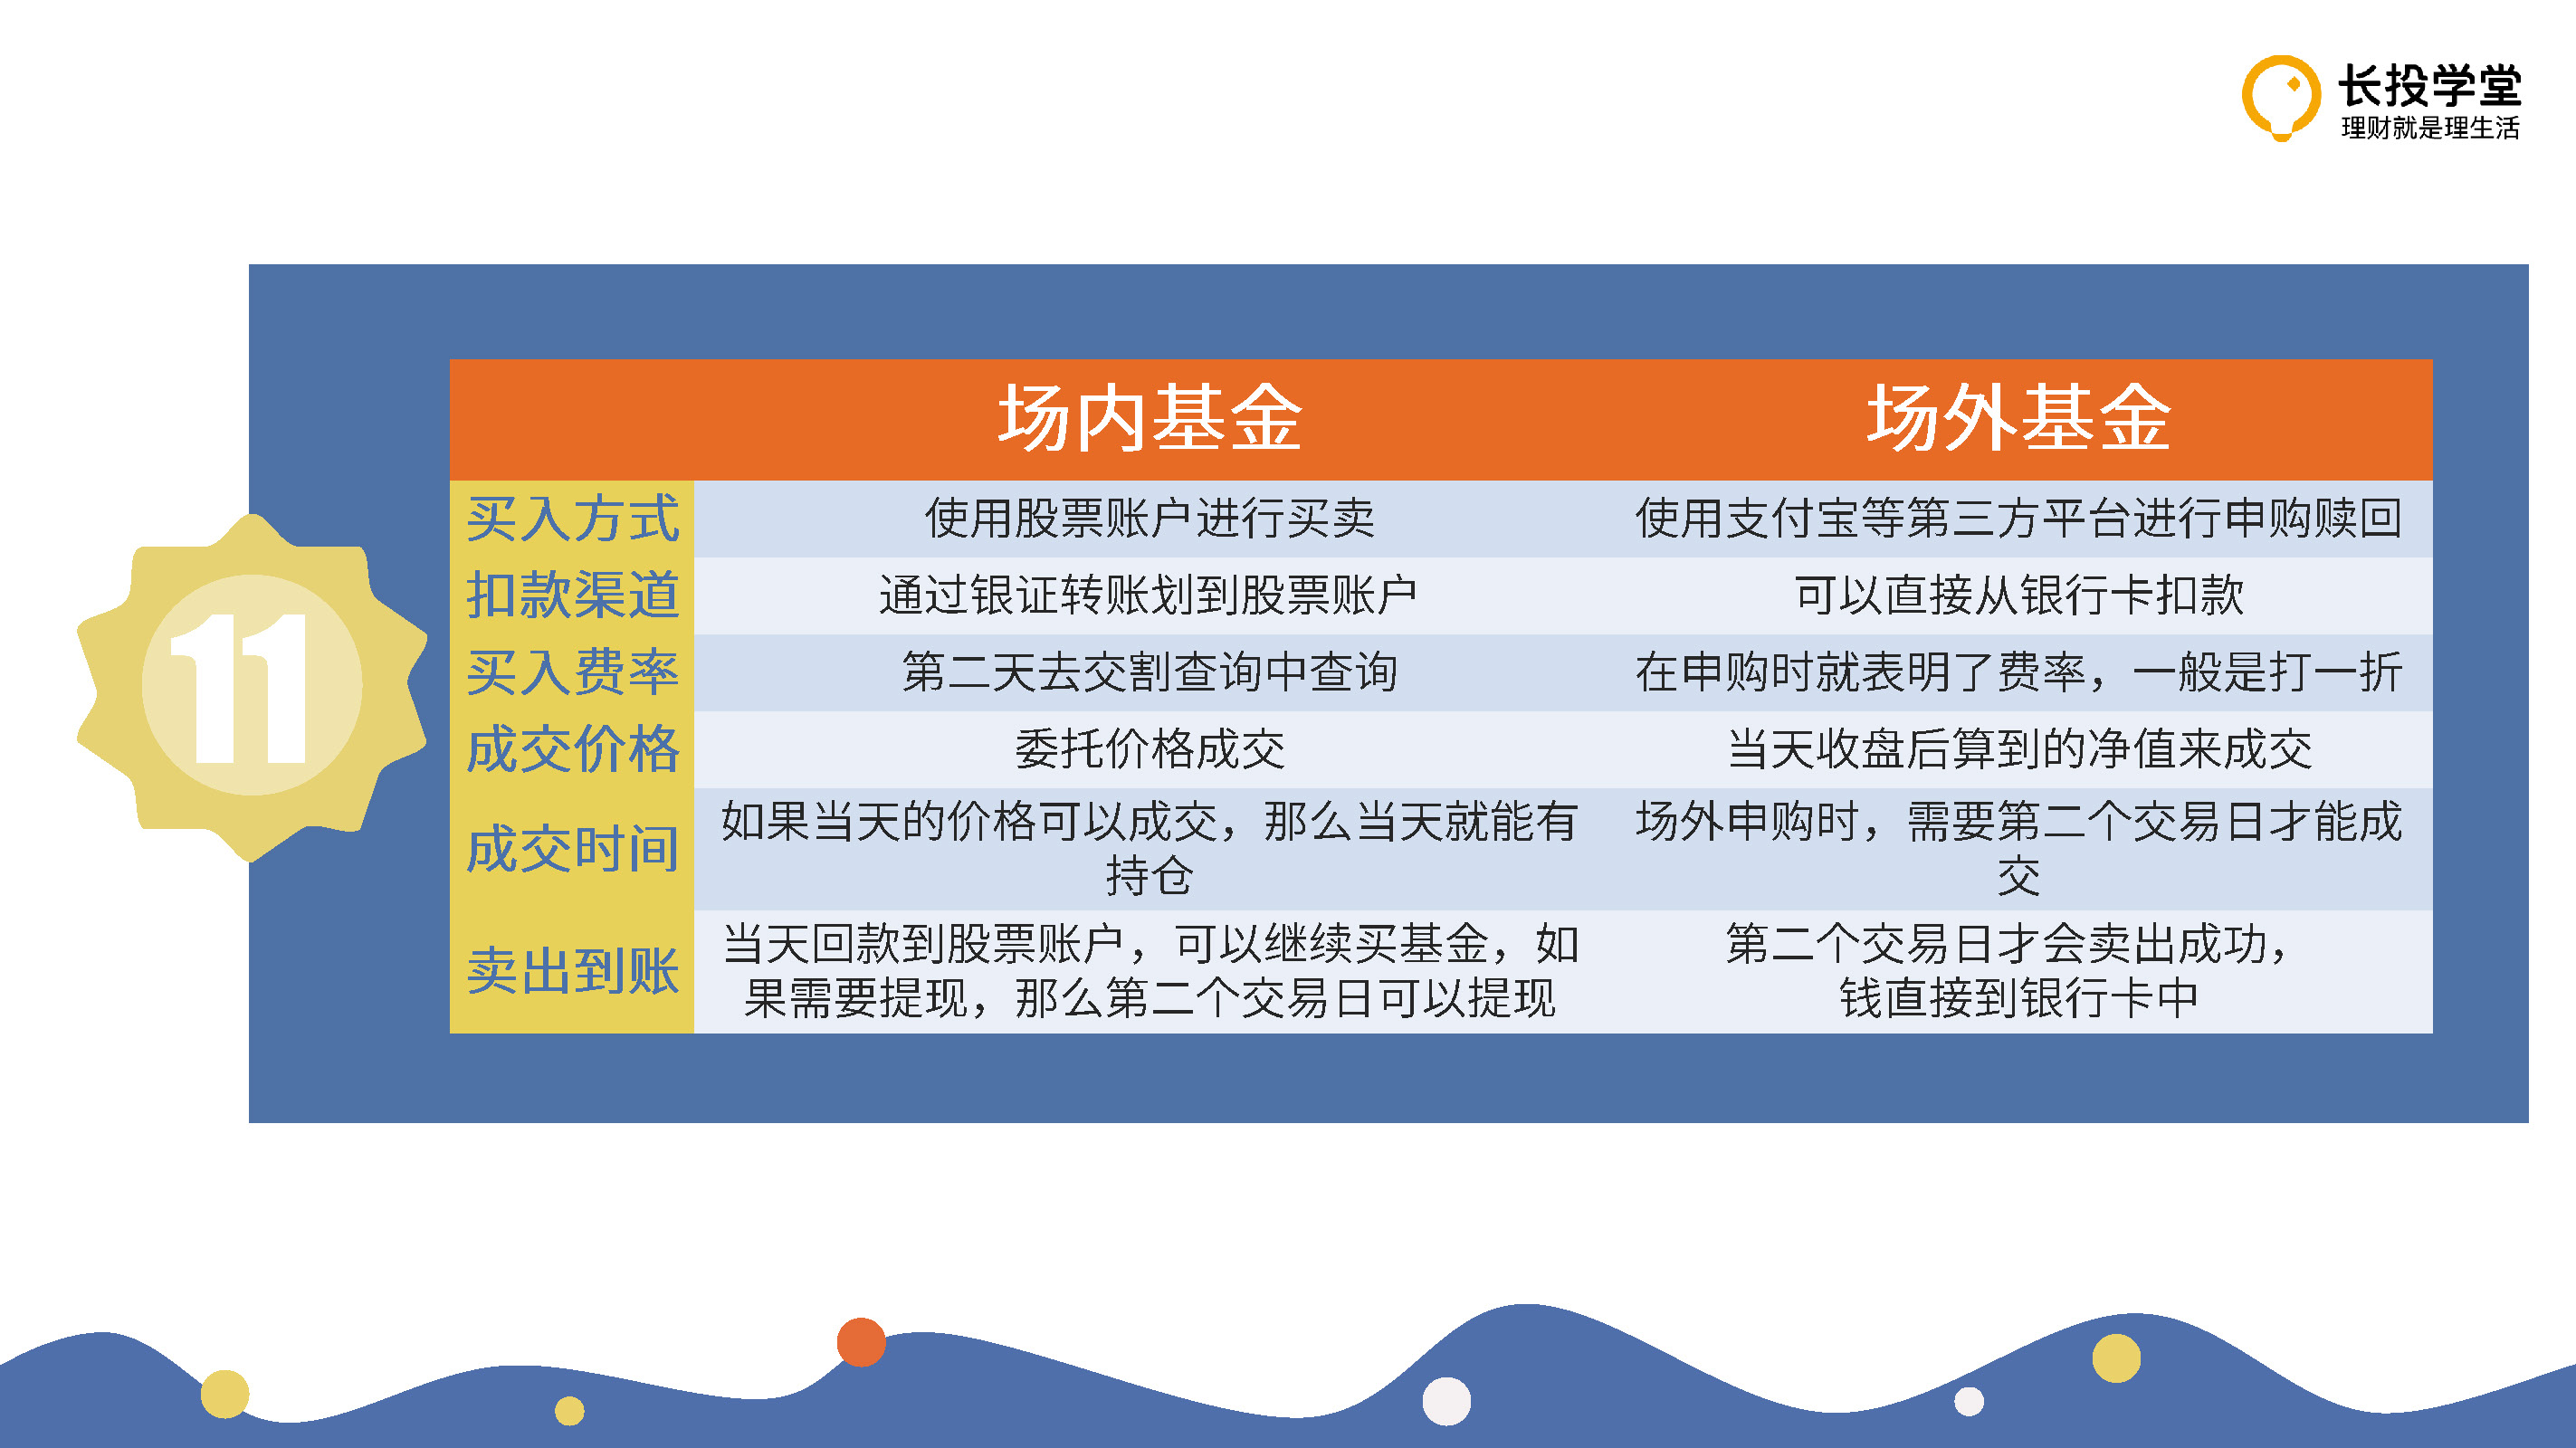 长投学堂
理财就是理生活
11
场内基金 场外基金
买入方式 使用股票账户进行买卖 使用支付宝等第三方平台进行申购赎回
扣款渠道 通过银证转账划到股票账户 可以直接从银行卡扣款
买入费率 第二天去交割查询中查询 在申购时就表明了费率，一般是打一折
成交价格 委托价格成交 当天收盘后算到的净值来成交
成交时间
如果当天的价格可以成交，那么当天就能有
持仓
场外申购时，需要第二个交易日才能成
交
卖出到账
当天回款到股票账户，可以继续买基金，如
果需要提现，那么第二个交易日可以提现
第二个交易日才会卖出成功，
钱直接到银行卡中